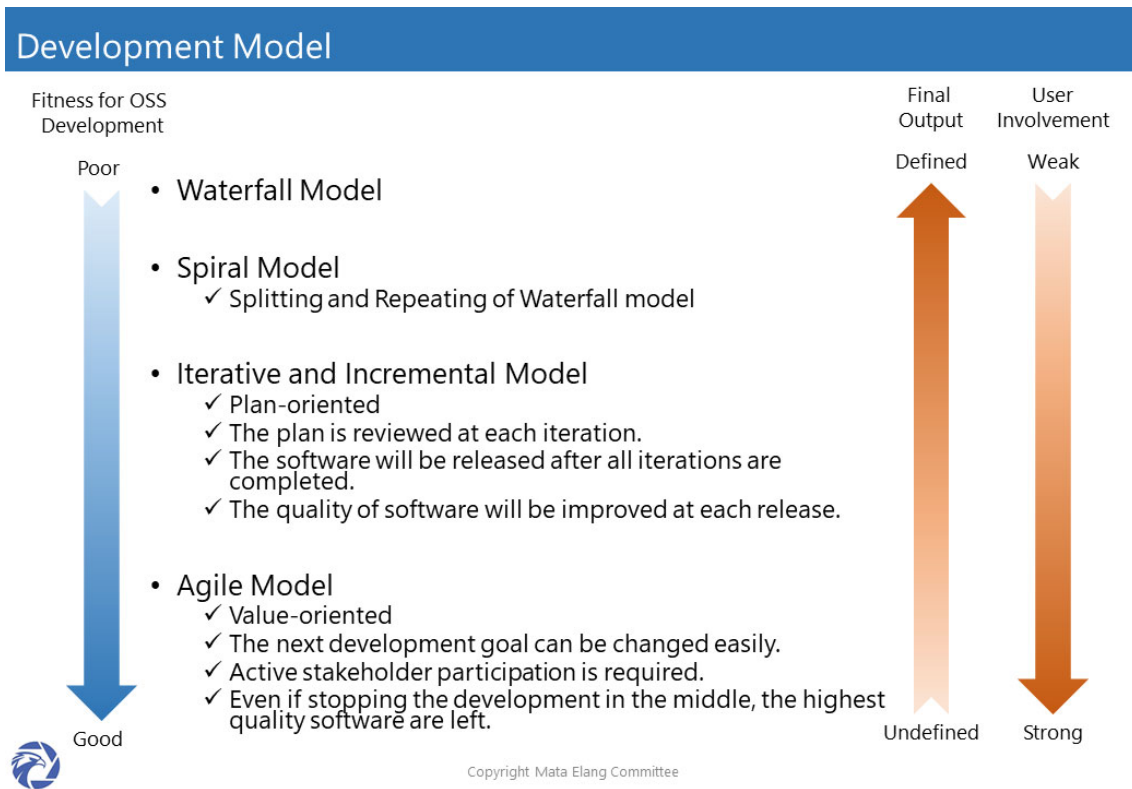 Development Model
Fitness for OSS
Development
Poor
Good
• Waterfall Model
• Spiral Model
✓ Splitting and Repeating of Waterfall model
• Iterative and Incremental Model
✓ Plan-oriented
✓ The plan is reviewed at each iteration.
✓ The software will be released after all iterations are
completed.
✓ The quality of software will be improved at each release.
• Agile Model
✓ Value-oriented
✓ The next development goal can be changed easily.
✓ Active stakeholder participation is required.
✓ Even if stopping the development in the middle, the highest
quality software are left.
Final
Output
Defined
Undefined
User
Involvement
Weak
Strong
Copyright Mata Elang Committee